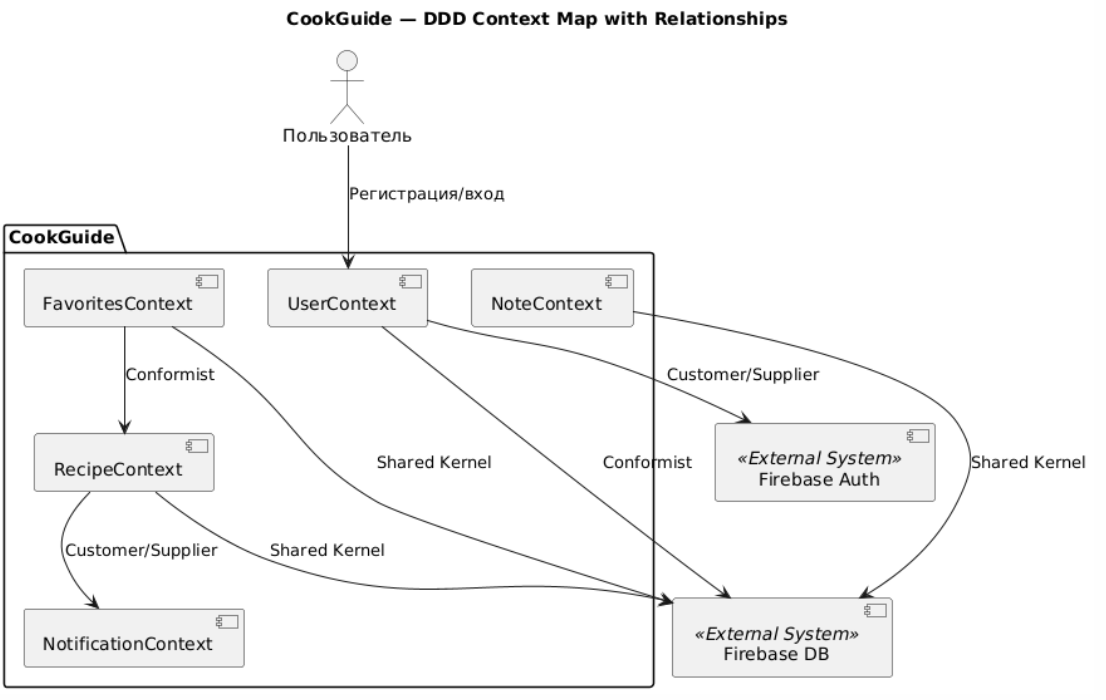 CookGuide — DDD Context Map with Relationships
Пользователь
Регистрация/вход
CookGuide
FavoritesContext
UserContext
NoteContext
Conformist
Customer/Supplier
RecipeContext
«External System»
Firebase Auth
Shared Kernel
Conformist
Shared Kernel
Customer/Supplier
Shared Kernel
NotificationContext
«External System»
Firebase DB